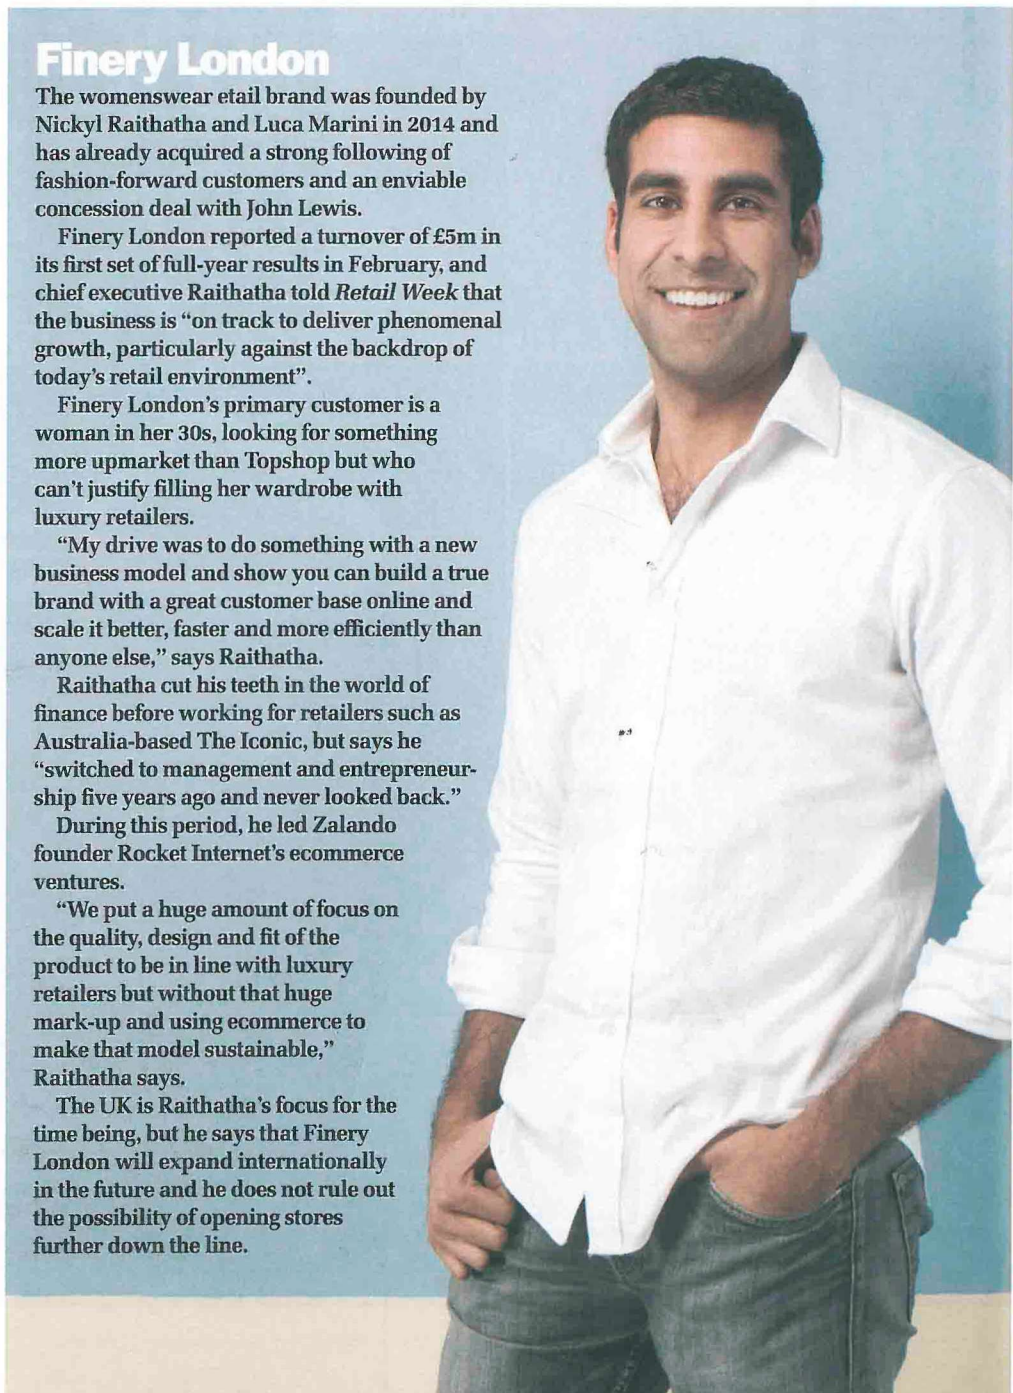 Finery London
The womenswear etail brand was founded by
Nickyl Raithatha and Luca Marini in 2014 and
has already acquired a strong following of
fashion-forward customers and an enviable
concession deal with John Lewis.
Finery London reported a turnover of £5m in
its first set of full-year results in February, and
chief executive Raithatha told Retail Week that
the business is “on track to deliver phenomenal
growth, particularly against the backdrop of
today's retail environment”.
Finery London's primary customer is a
woman in her 30s, looking for something
more upmarket than Topshop but who
can't justify filling her wardrobe with
luxury retailers.
“My drive was to do something with a new
business model and show you can build a true
brand with a great customer base online and
scale it better, faster and more efficiently than
anyone else,” says Raithatha.
Raithatha cut his teeth in the world of
finance before working for retailers such as
Australia-based The Iconic, but says he
“switched to management and entrepreneur-
ship five years ago and never looked back.”
During this period, he led Zalando
founder Rocket Internet's ecommerce
ventures.
“We put a huge amount of focus on
the quality, design and fit of the
product to be in line with luxury
retailers but without that huge
mark-up and using ecommerce to
make that model sustainable,”
Raithatha says.
The UK is Raithatha's focus for the
time being, but he says that Finery
London will expand internationally
in the future and he does not rule out
the possibility of opening stores
further down the line.